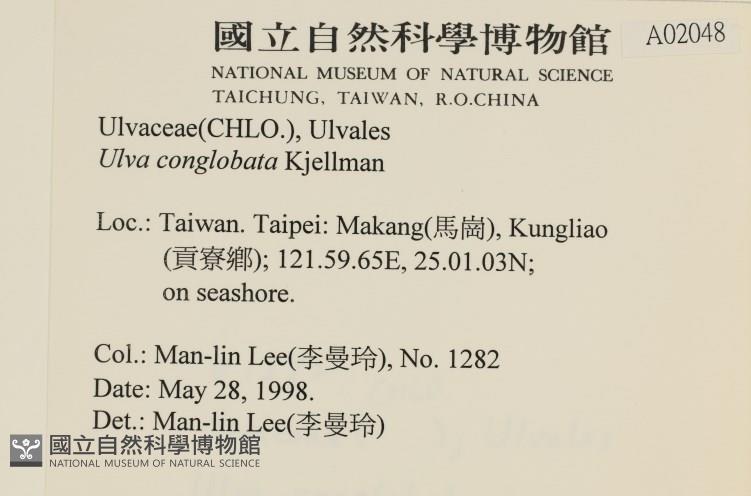 國立自然科學博物館
A02048
NATIONAL MUSEUM OF NATURAL SCIENCE
TAICHUNG, TAIWAN, R.O.CHINA
Ulvaceae(CHLO.), Ulvales
Ulva conglobata Kjellman
Loc.: Taiwan. Taipei: Makang(馬崗), Kungliao
(貢寮鄉); 121.59.65E, 25.01.03N;
on seashore.
Col.: Man-lin Lee(李曼玲), No. 1282
Date: May 28, 1998.
Det.: Man-lin Lee(李曼玲)
國立自然科學博物館
NATIONAL MUSEUM OF NATURAL SCIENCE